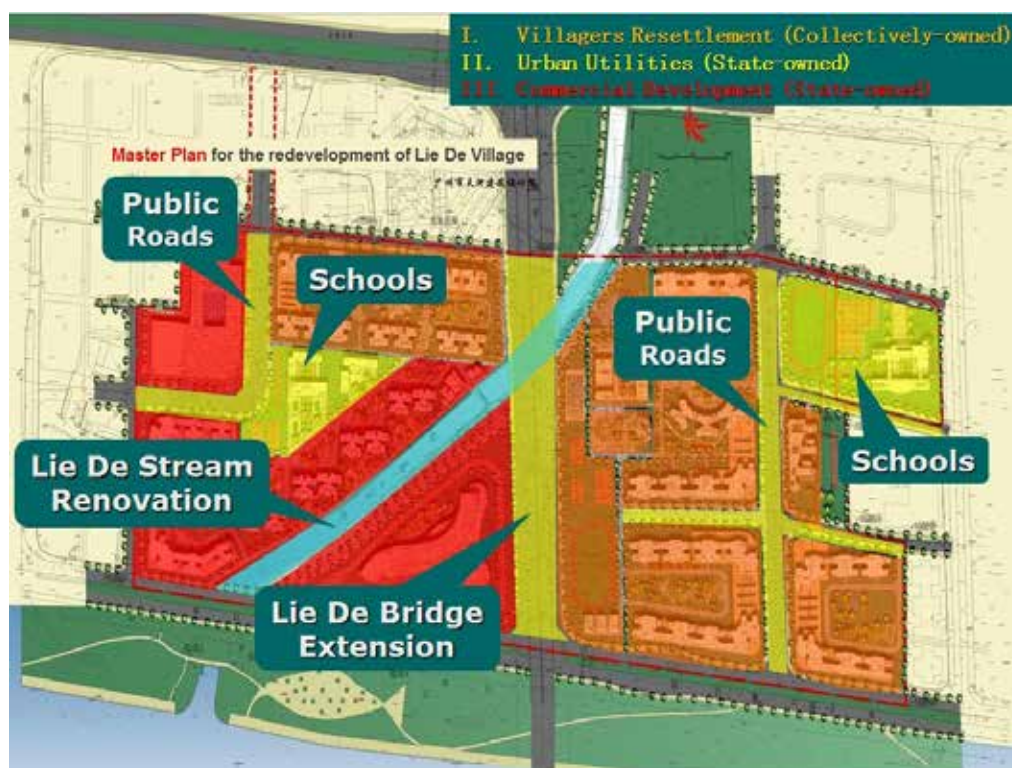 I. Villagers Resettlement (Collectively-owned)
II. Urban Utilities (State-owned)
III. Commercial Development (State-owned)
Master Plan for the redevelopment of Lie De Village
Public
Roads
Schools
Public
Roads
Lie De Stream
Renovation
Schools
Lie De Bridge
Extension